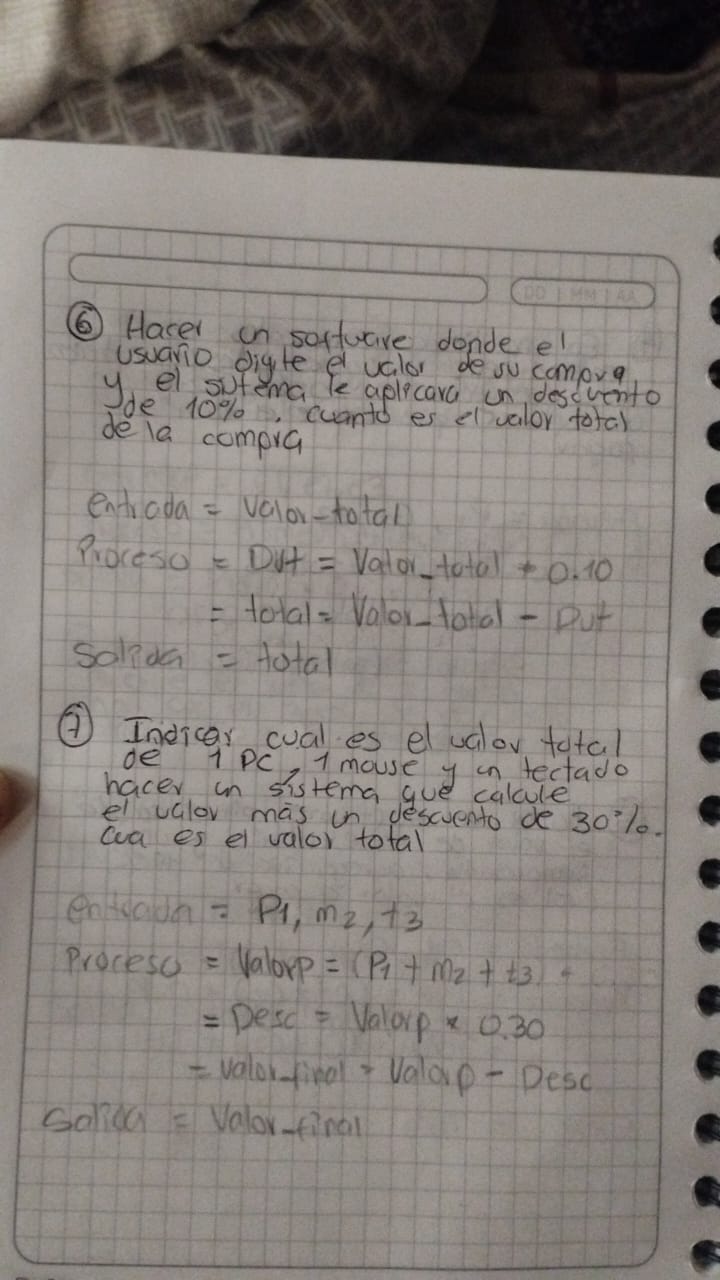 DD | MM | AA
⑥ Hacer un software donde el
usuario digite el valor de su compra
y el sistema le aplicara un descuento
de 10%. cuanto es el valor total
de la compra
entrada = Valor_total
Proceso = Dut = Valor_total * 0.10
= total = Valor_total - Dut
Salida = total
⑦ Indicar cual es el valor total
de 1 PC, 1 mouse y un teclado
hacer un sistema que calcule
el valor más un descuento de 30%.
Cua es el valor total
entrada = P1, m2, t3
Proceso = Valorp = (P1 + m2 + t3)
= Desc = Valorp * 0.30
= valor_final = Valorp - Desc
Salida = Valor_final